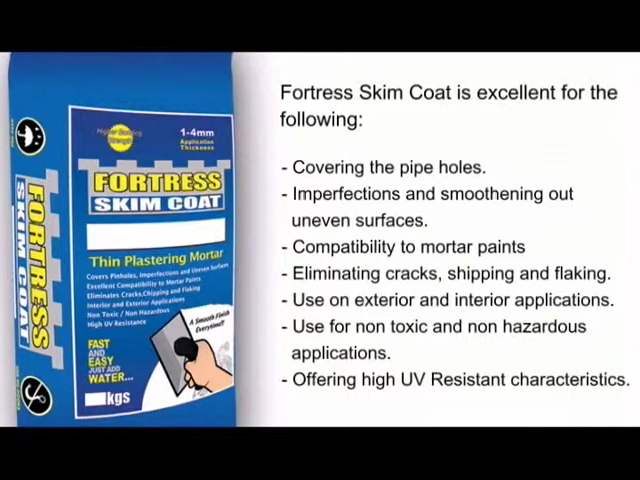 Fortress Skim Coat is excellent for the
following:
- Covering the pipe holes.
- Imperfections and smoothening out
uneven surfaces.
- Compatibility to mortar paints
- Eliminating cracks, shipping and flaking.
- Use on exterior and interior applications.
- Use for non toxic and non hazardous
applications.
- Offering high UV Resistant characteristics.
Higher Bonding
Strength
1-4mm
Application
Thickness
FORTRESS
SKIM COAT
Thin Plastering Mortar
Covers Pinholes, Imperfections and Uneven Surfaces
Excellent Compatibility to Mortar Paints
Eliminates Cracks,Chipping and Flaking
Interior and Exterior Applications
Non Toxic / Non Hazardous
High UV Resistance
A Smooth Finish
Everytime!!
FAST
AND
EASY
JUST ADD
WATER...
kgs
FORTRESS
SKIM COAT